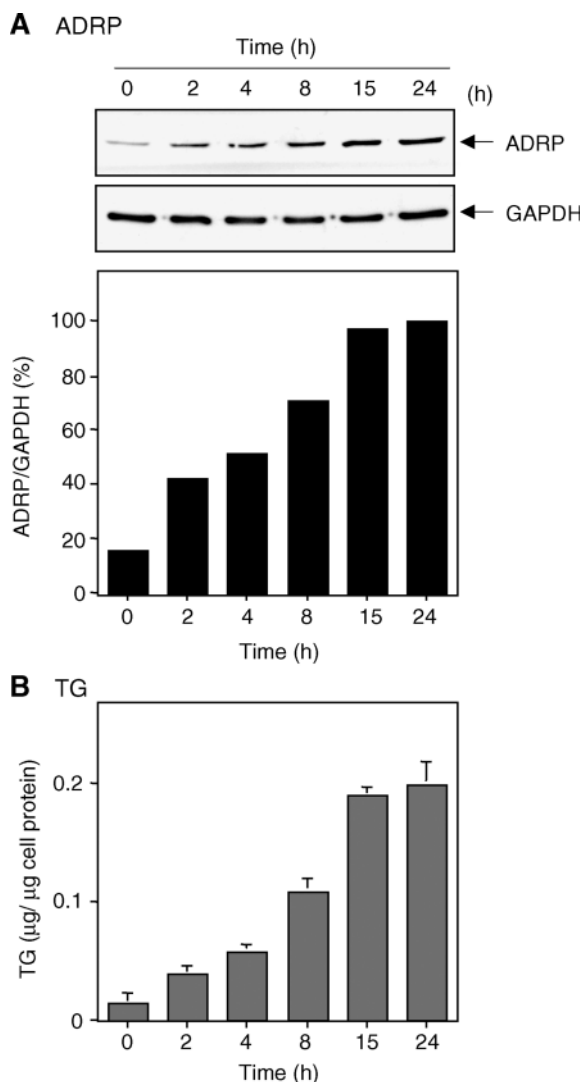 A ADRP
Time (h)
0 2 4 8 15 24 (h)
ADRP
GAPDH
ADRP/GAPDH (%)
100
80
60
40
20
0
0 2 4 8 15 24
Time (h)
B TG
TG (μg/ μg cell protein)
0.2
0.1
0
0 2 4 8 15 24
Time (h)